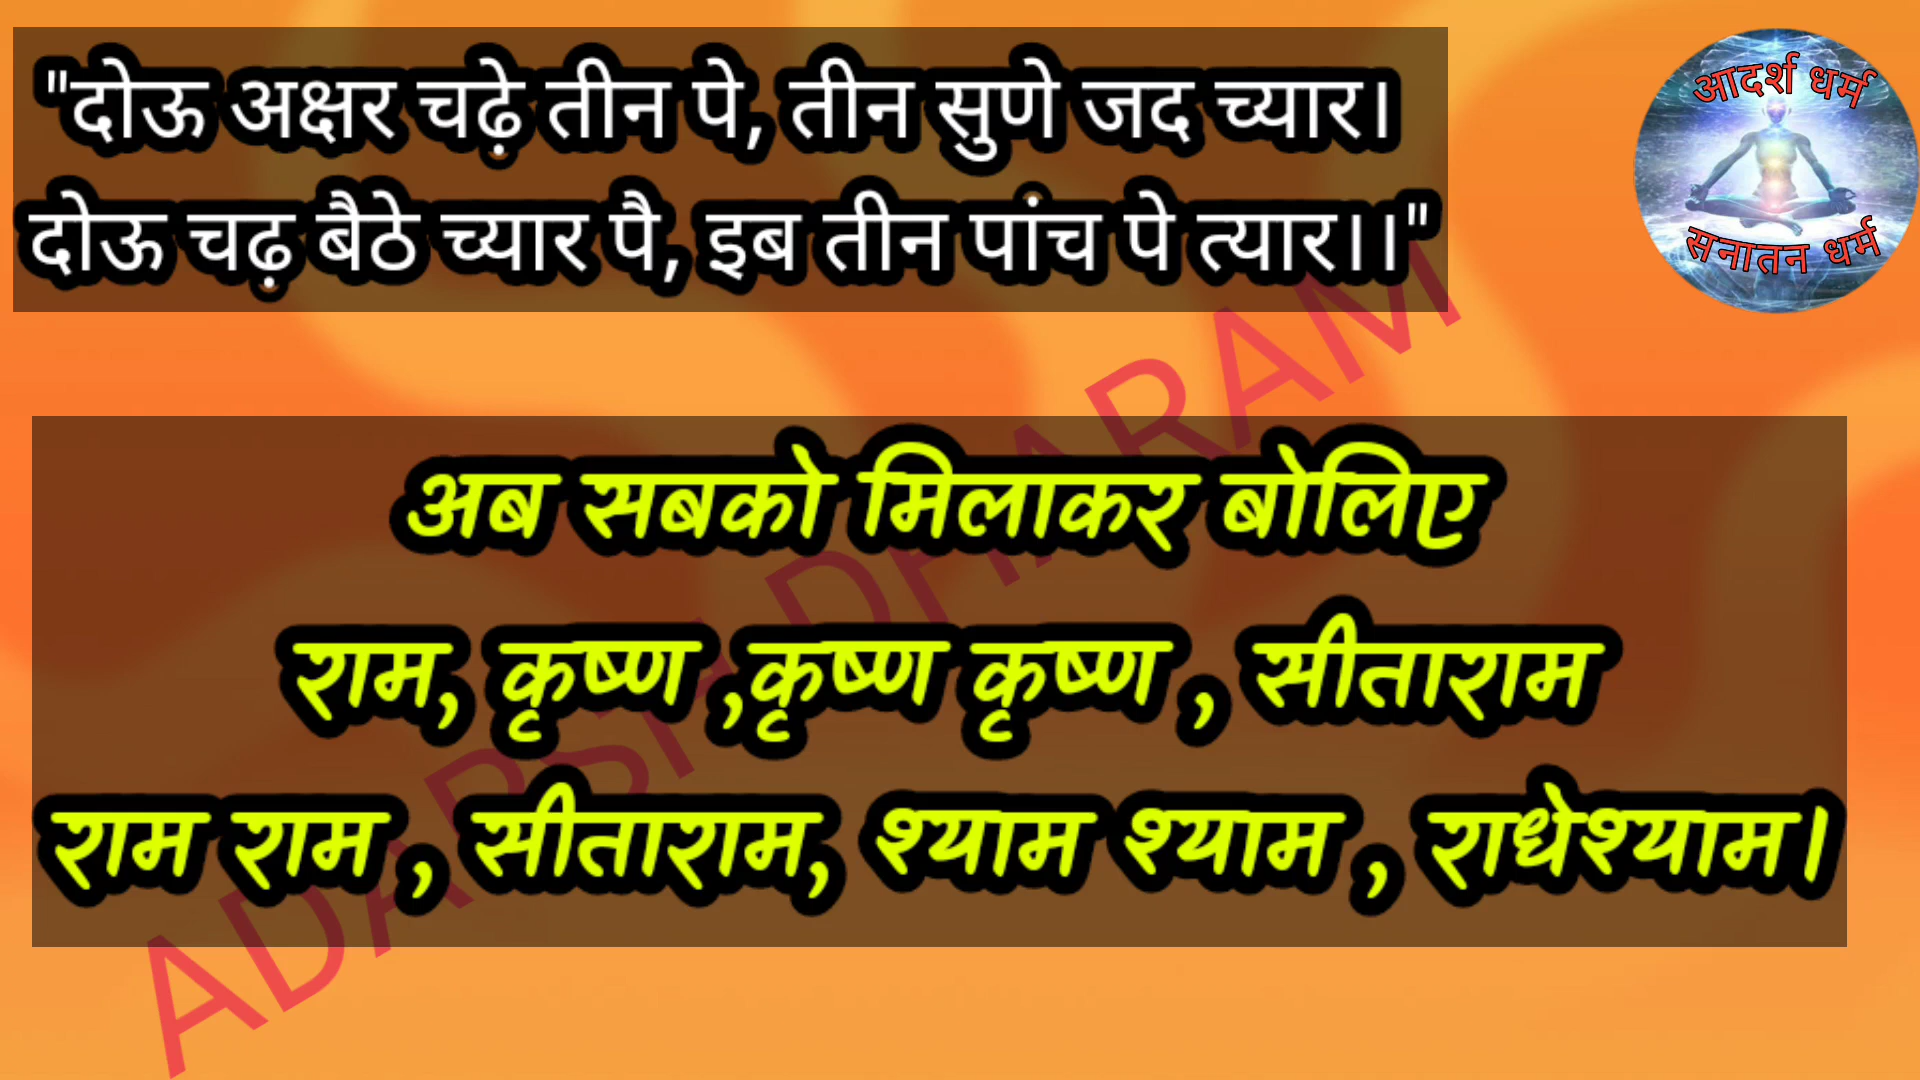 "दोऊ अक्षर चढ़े तीन पे, तीन सुणे जद च्यार।
दोऊ चढ़ बैठे च्यार पै, इब तीन पांच पे त्यार।।"
आदर्श धर्म
सनातन धर्म
अब सबको मिलाकर बोलिए
राम, कृष्ण ,कृष्ण कृष्ण , सीताराम
राम राम , सीताराम, श्याम श्याम , राधेश्याम।
ADARSH DHARAM